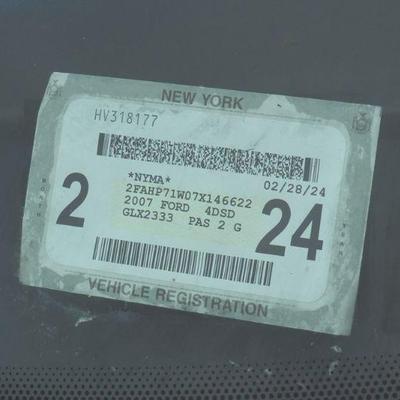 NEW YORK
HV318177
*NYMA* 02/28/24
2FAHP71W07X146622
2007 FORD 4DSD
GLX2333 PAS 2 G
2 24
VEHICLE REGISTRATION